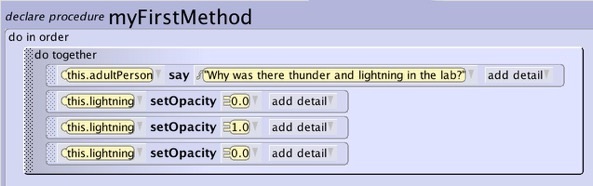 declare procedure myFirstMethod
do in order
do together
this.adultPerson say "Why was there thunder and lightning in the lab?" add detail
this.lightning setOpacity 0.0 add detail
this.lightning setOpacity 1.0 add detail
this.lightning setOpacity 0.0 add detail